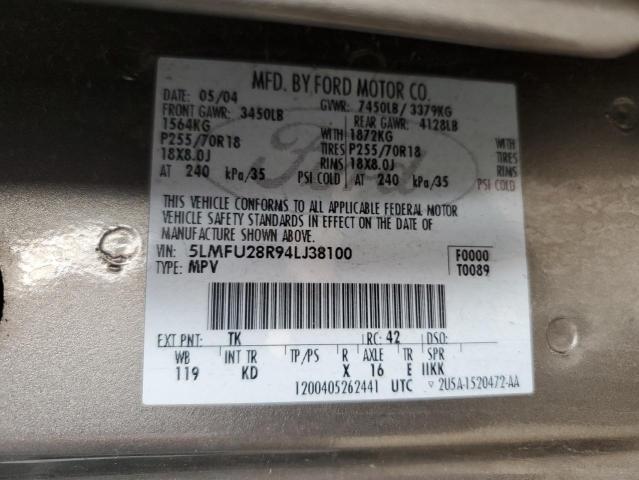 MFD. BY FORD MOTOR CO.
DATE: 05/04 GVWR: 7450LB / 3379KG
FRONT GAWR: 3450LB REAR GAWR: 4128LB
1564KG WITH 1872KG WITH
P255/70R18 TIRES P255/70R18 TIRES
18X8.0J RIMS 18X8.0J RIMS
AT 240 kPa/35 PSI COLD AT 240 kPa/35 PSI COLD
THIS VEHICLE CONFORMS TO ALL APPLICABLE FEDERAL MOTOR
VEHICLE SAFETY STANDARDS IN EFFECT ON THE DATE OF
MANUFACTURE SHOWN ABOVE.
VIN: 5LMFU28R94LJ38100 F0000
TYPE: MPV T0089
EXT PNT: TK RC: 42 DSO:
WB INT TR TP/PS R AXLE TR SPR
119 KD X 16 E IIKK
1200405262441 UTC ▽ 2U5A-1520472-AA
Ford